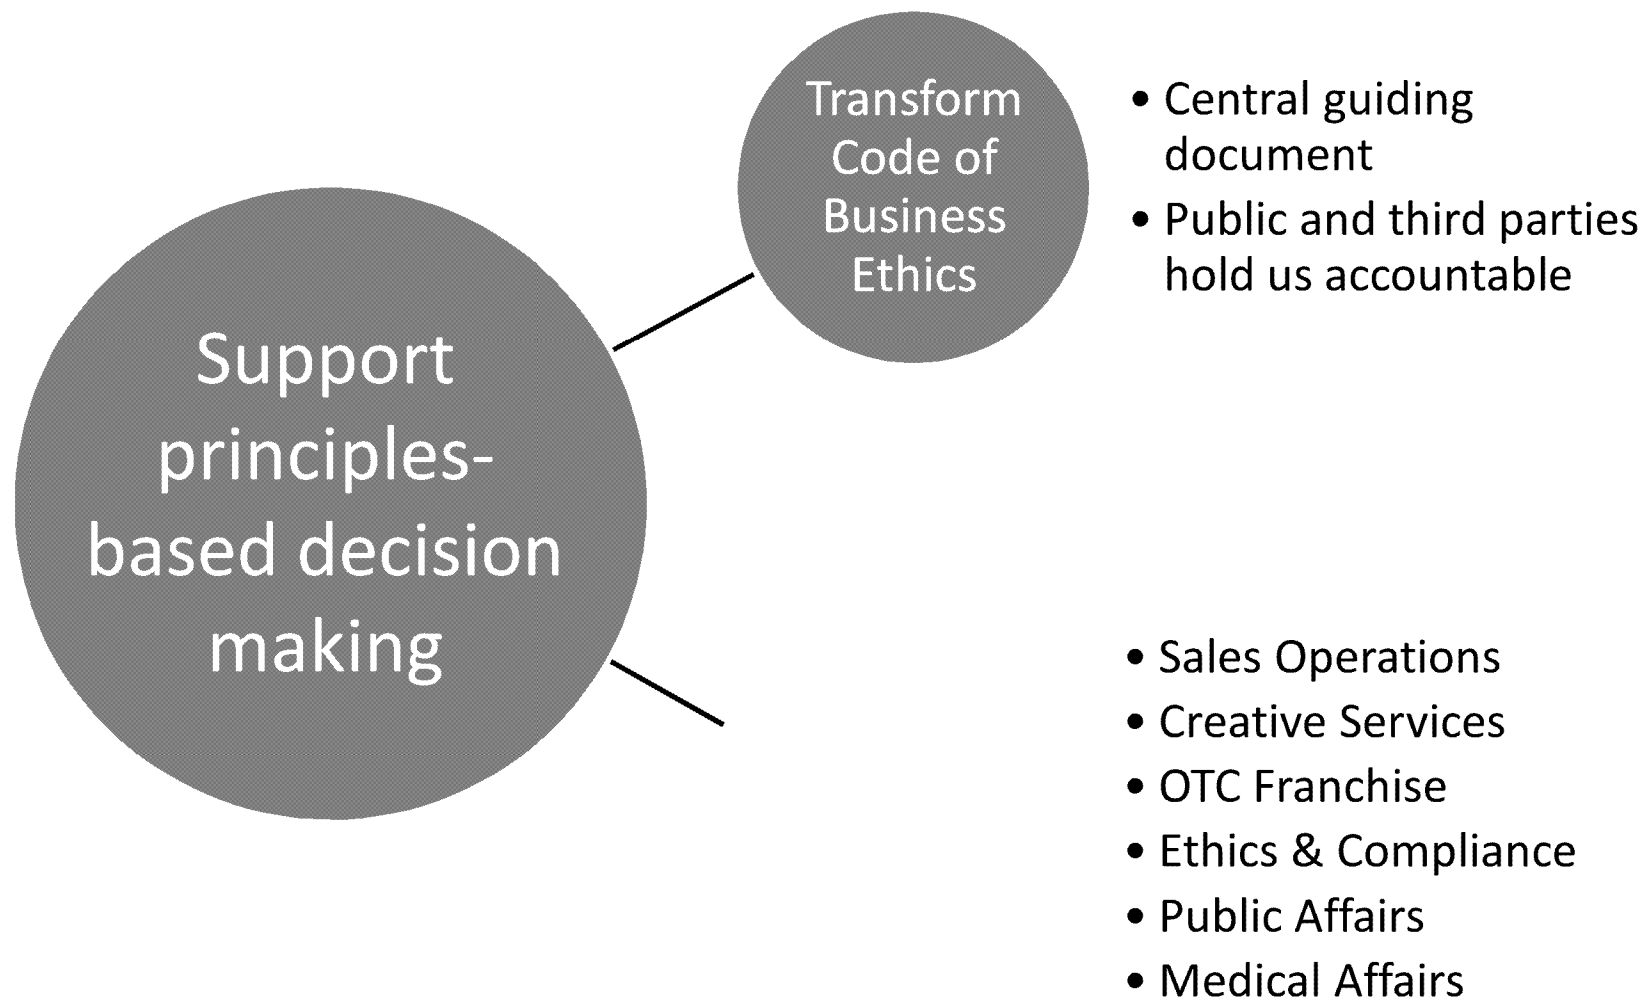 Transform
Code of
Business
Ethics
• Central guiding
document
• Public and third parties
hold us accountable
Support
principles-
based decision
making
• Sales Operations
• Creative Services
• OTC Franchise
• Ethics & Compliance
• Public Affairs
• Medical Affairs